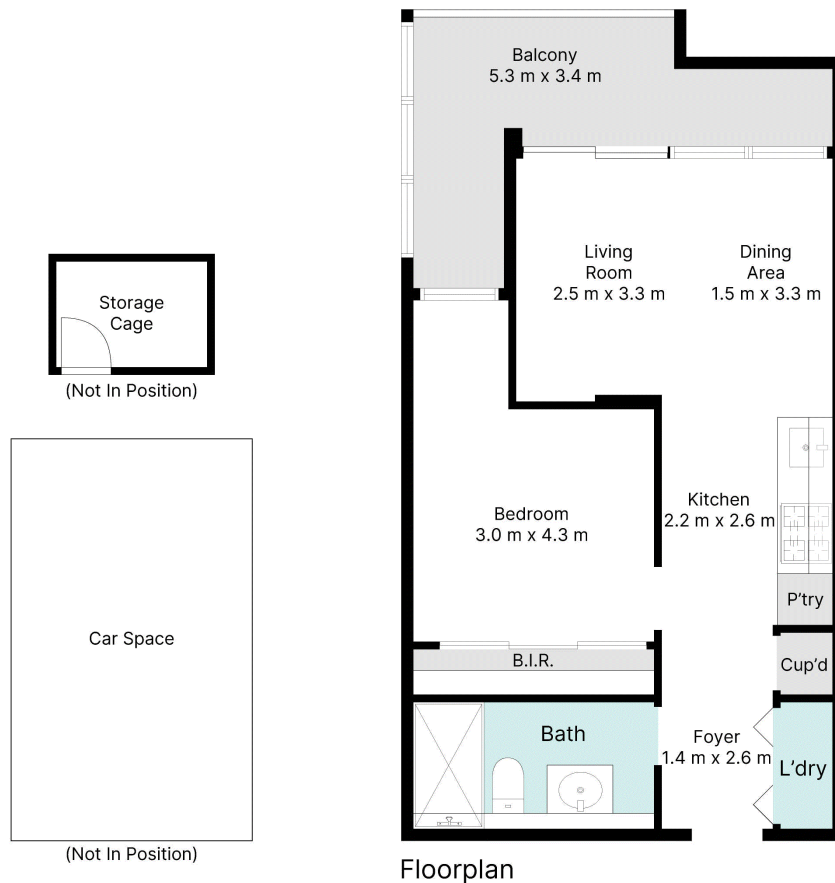 Balcony
5.3 m x 3.4 m
Living
Room
2.5 m x 3.3 m
Dining
Area
1.5 m x 3.3 m
Storage
Cage
(Not In Position)
Kitchen
2.2 m x 2.6 m
Bedroom
3.0 m x 4.3 m
P'try
Car Space
B.I.R.
Cup'd
Bath
Foyer
1.4 m x 2.6 m
L'dry
(Not In Position)
Floorplan